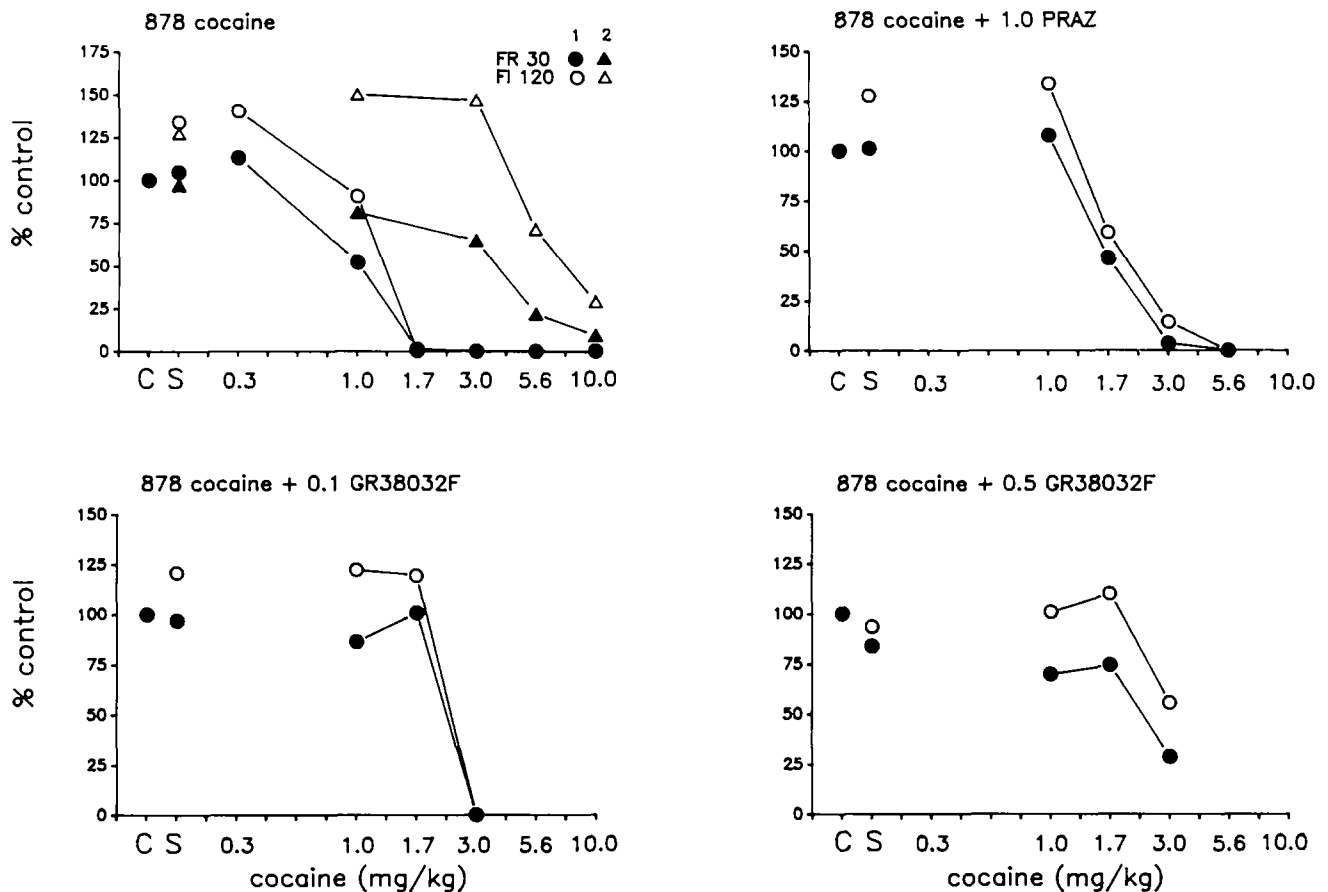 878 cocaine
1 2
FR 30
FI 120
% control
175
150
125
100
75
50
25
0
C S 0.3 1.0 1.7 3.0 5.6 10.0
878 cocaine + 1.0 PRAZ
150
125
100
75
50
25
0
C S 0.3 1.0 1.7 3.0 5.6 10.0
878 cocaine + 0.1 GR38032F
% control
150
125
100
75
50
25
0
C S 0.3 1.0 1.7 3.0 5.6 10.0
cocaine (mg/kg)
878 cocaine + 0.5 GR38032F
150
125
100
75
50
25
0
C S 0.3 1.0 1.7 3.0 5.6 10.0
cocaine (mg/kg)